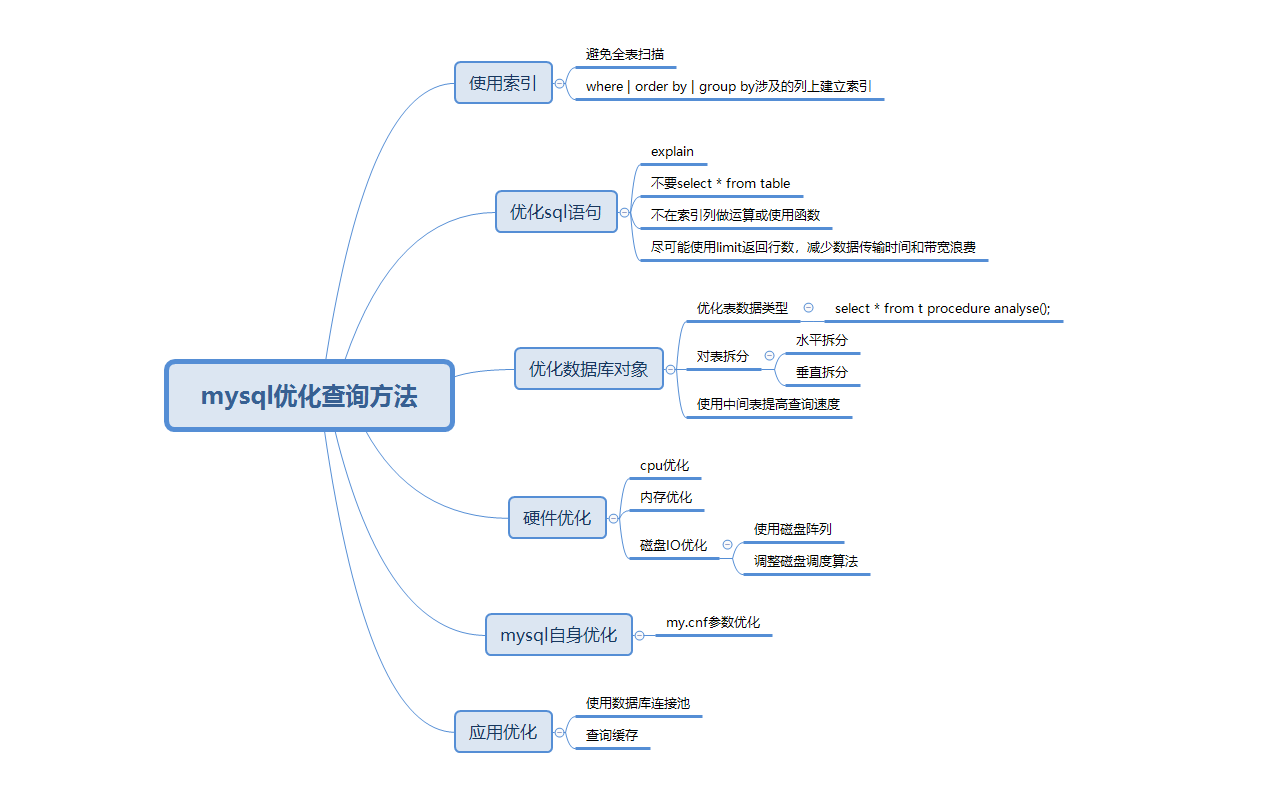 mysql优化查询方法
使用索引
避免全表扫描
where | order by | group by涉及的列上建立索引
优化sql语句
explain
不要select * from table
不在索引列做运算或使用函数
尽可能使用limit返回行数，减少数据传输时间和带宽浪费
优化数据库对象
优化表数据类型
select * from t procedure analyse();
对表拆分
水平拆分
垂直拆分
使用中间表提高查询速度
硬件优化
cpu优化
内存优化
磁盘IO优化
使用磁盘阵列
调整磁盘调度算法
mysql自身优化
my.cnf参数优化
应用优化
使用数据库连接池
查询缓存